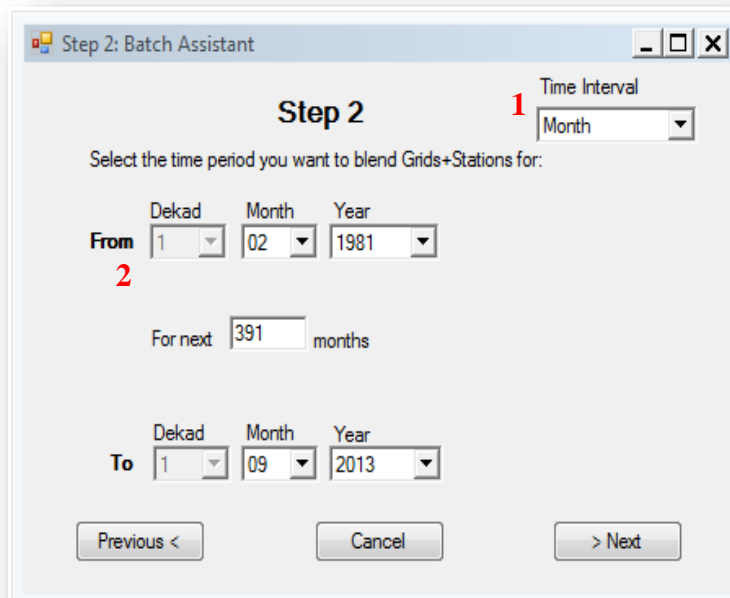 Step 2: Batch Assistant
Time Interval
1
Step 2
Month
Select the time period you want to blend Grids+Stations for:
Dekad Month Year
From 1 02 1981
2
For next 391 months
Dekad Month Year
To 1 09 2013
Previous < Cancel > Next